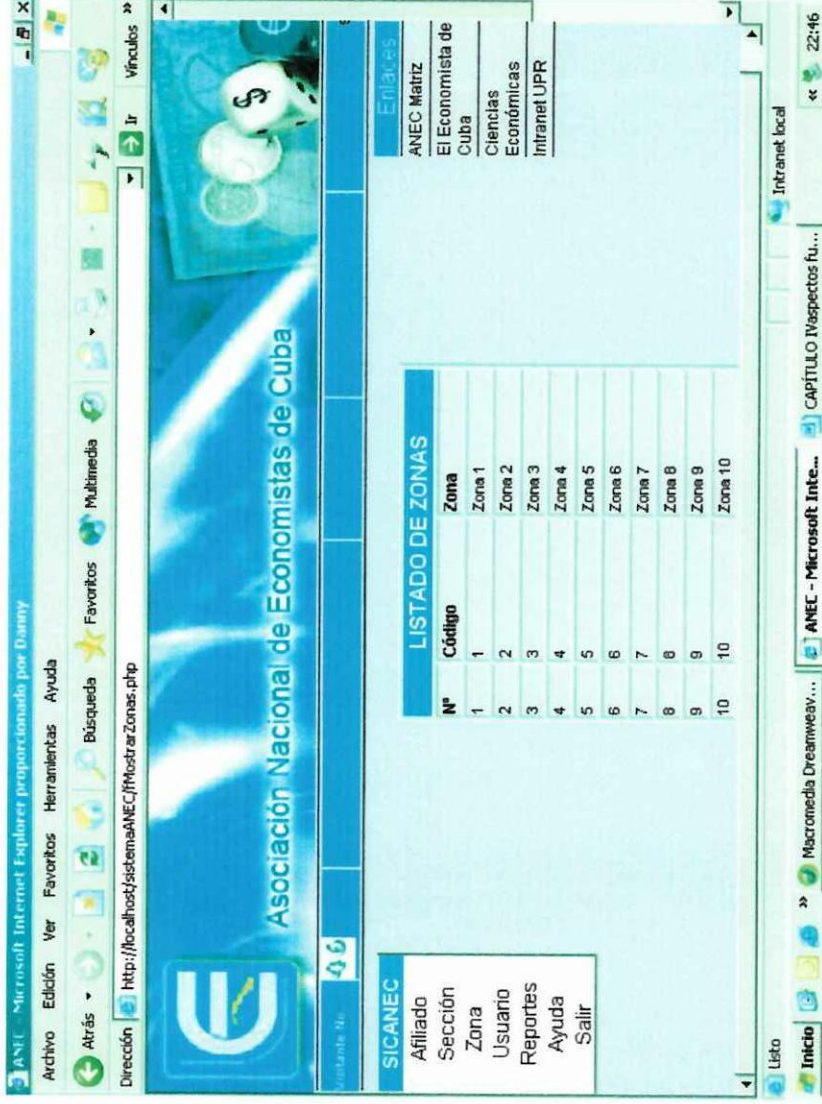 ANEC - Microsoft Internet Explorer proporcionado por Danny
Archivo Edición Ver Favoritos Herramientas Ayuda
Atrás Búsqueda Favoritos Multimedia
Dirección http://localhost/sistemaANEC/fMostrarZonas.php Ir Vínculos »
Asociación Nacional de Economistas de Cuba
$
No. 46
SICANEC
Afiliado
Sección
Zona
Usuario
Reportes
Ayuda
Salir
LISTADO DE ZONAS
Nº Código Zona
1 1 Zona 1
2 2 Zona 2
3 3 Zona 3
4 4 Zona 4
5 5 Zona 5
6 6 Zona 6
7 7 Zona 7
8 8 Zona 8
9 9 Zona 9
10 10 Zona 10
Enlaces
ANEC Matriz
El Economista de
Cuba
Ciencias
Económicas
Intranet UPR
Listo Intranet local
Inicio » Macromedia Dreamweav... ANEC - Microsoft Inte... CAPÍTULO IVaspectos fu... « 22:46